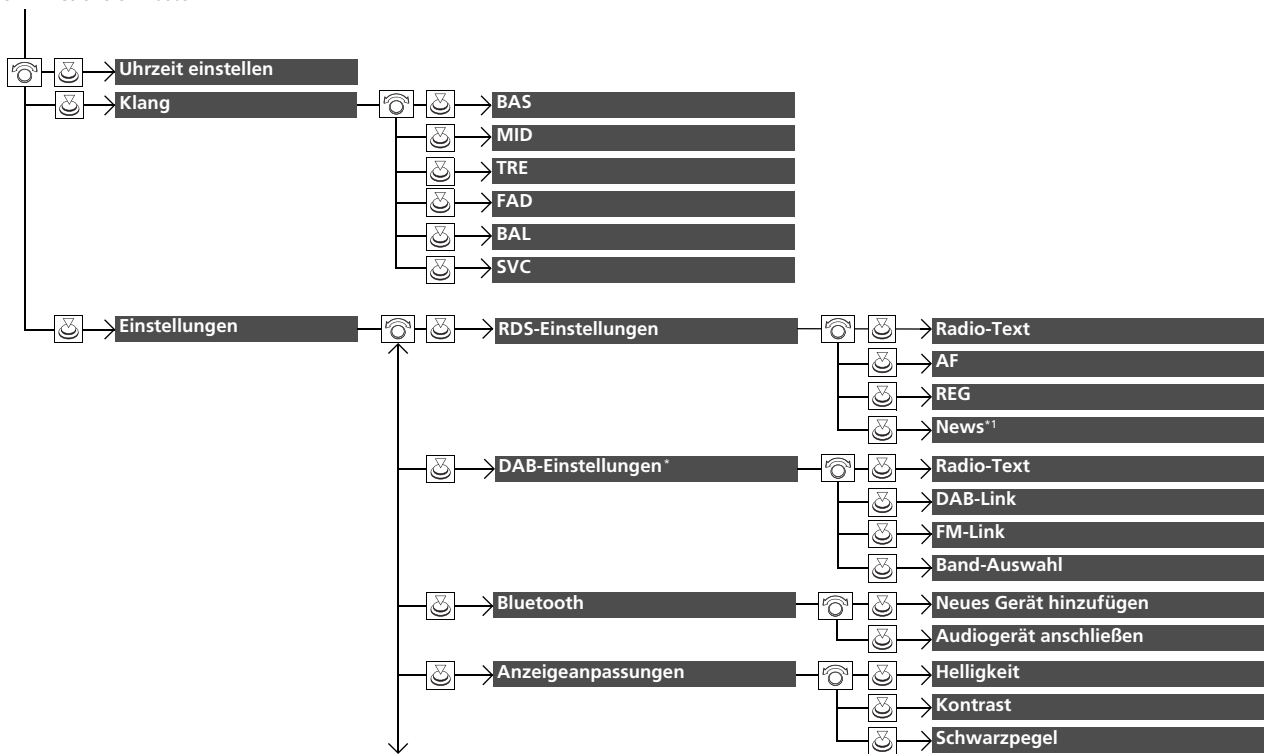 Uhrzeit einstellen
Klang
BAS
MID
TRE
FAD
BAL
SVC
Einstellungen
RDS-Einstellungen
Radio-Text
AF
REG
News*1
DAB-Einstellungen*
Radio-Text
DAB-Link
FM-Link
Band-Auswahl
Bluetooth
Neues Gerät hinzufügen
Audiogerät anschließen
Anzeigeanpassungen
Helligkeit
Kontrast
Schwarzpegel